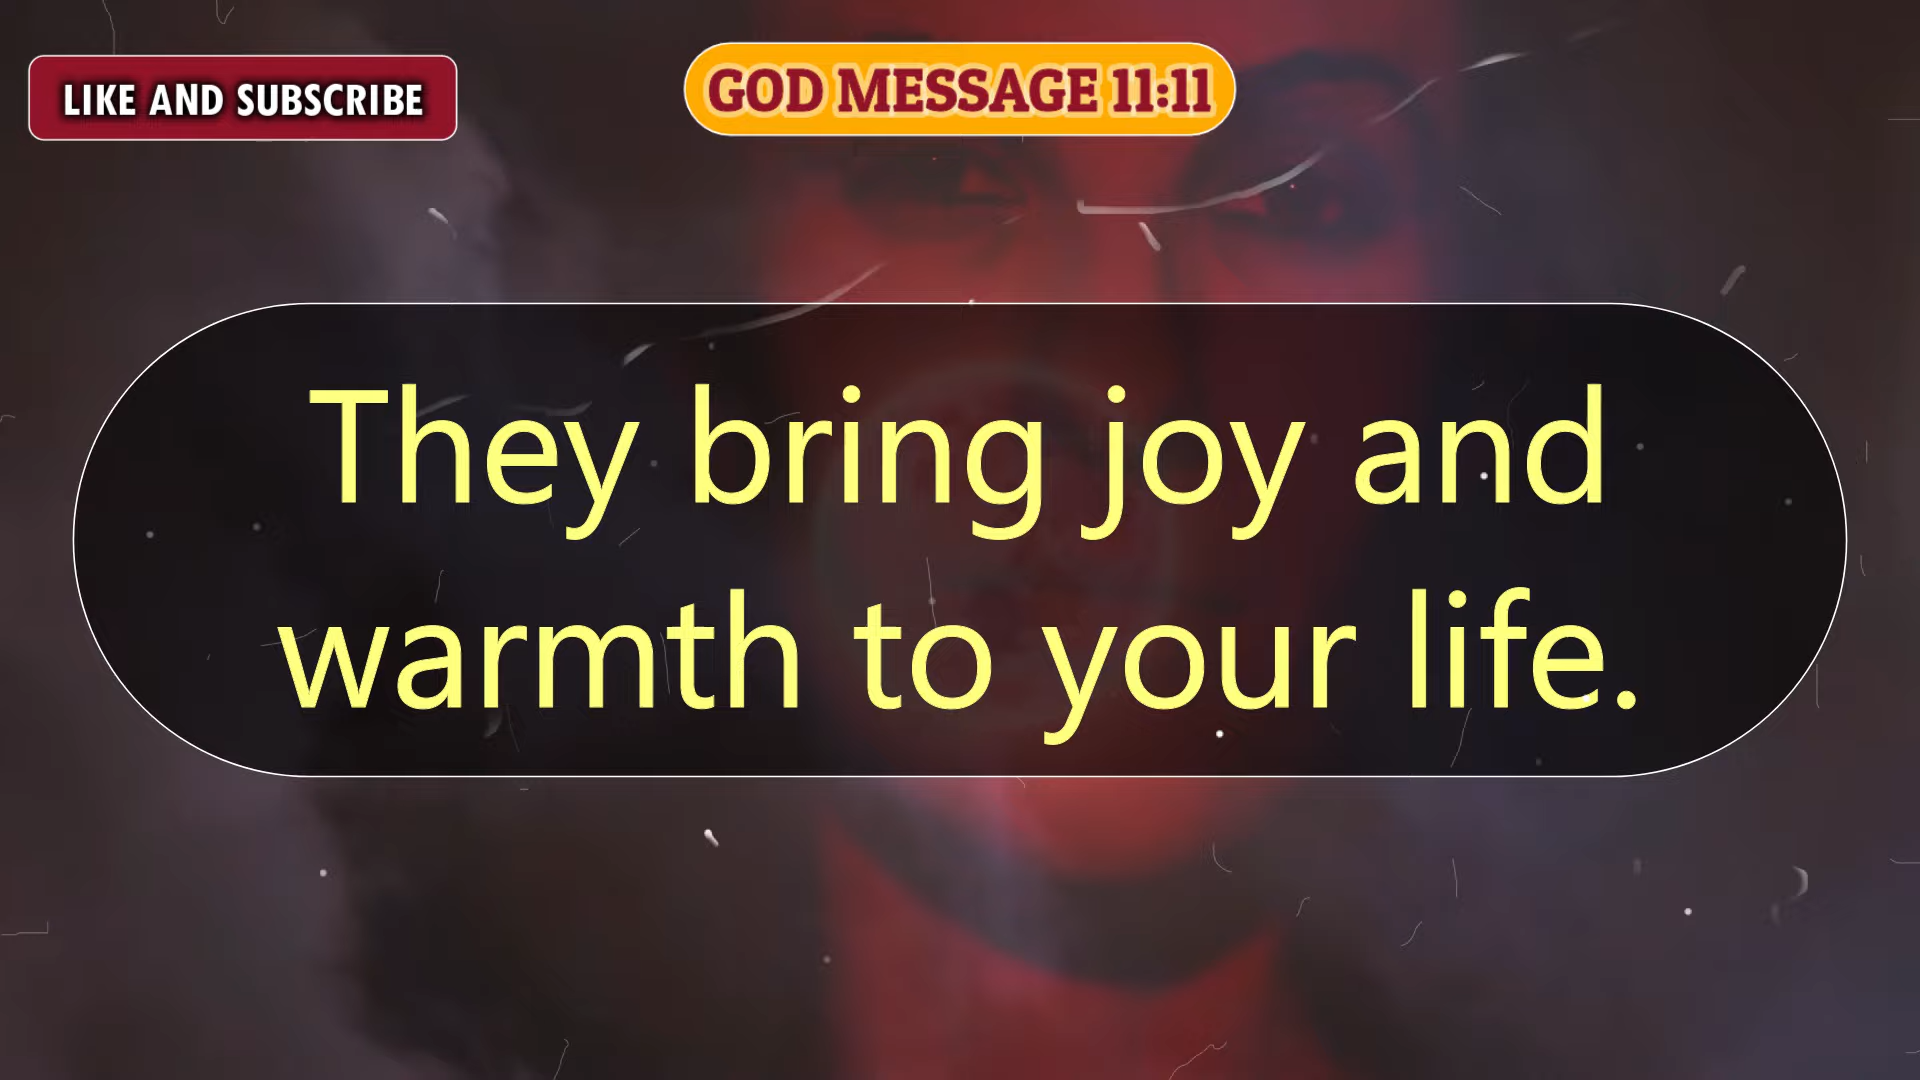 LIKE AND SUBSCRIBE
GOD MESSAGE 11:11
They bring joy and
warmth to your life.